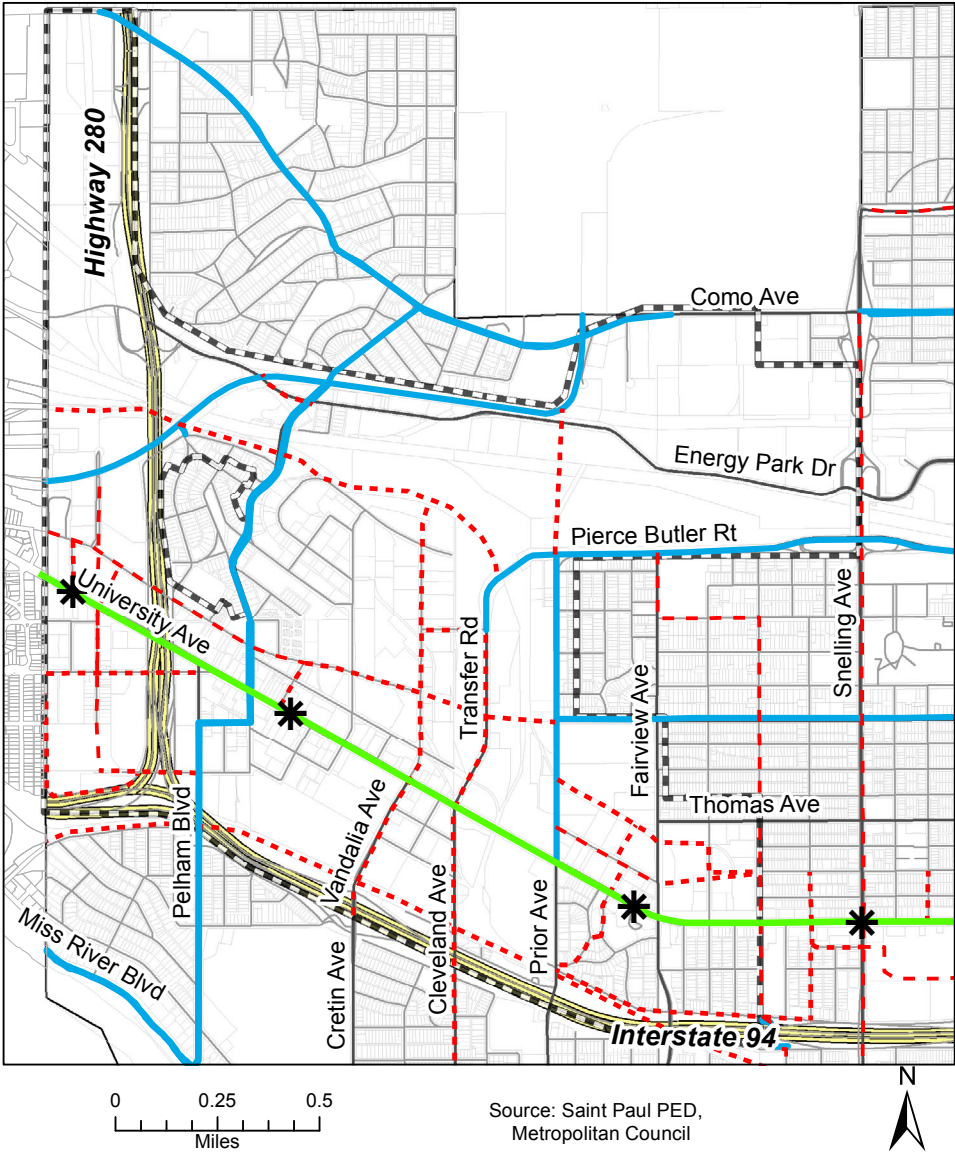 Highway 280
Como Ave
Energy Park Dr
Pierce Butler Rt
University Ave
Snelling Ave
Transfer Rd
Fairview Ave
Thomas Ave
Pelham Blvd
Vandalia Ave
Miss River Blvd
Cretin Ave
Cleveland Ave
Prior Ave
Interstate 94
0 0.25 0.5
Miles
Source: Saint Paul PED,
Metropolitan Council
N